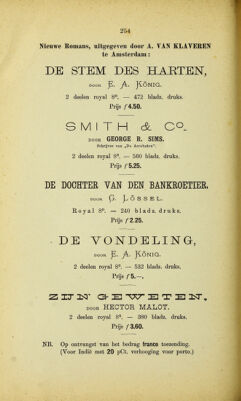 254
Nieuwe Romans, uitgegeven door A. VAN KLAVEREN
te Amsterdam:
DE STEM DES HARTEN,
DOOR E. A. KÖNIG.
2 deelen royal 8°. — 472 bladz. druks.
Prijs ƒ 4.50.
SMITH & Co.
DOOR GEORGE R. SIMS.
Schrijver van „De Aerstraten".
2 deelen royal 8°. — 500 bladz. druks.
Prijs ƒ 5.25.
DE DOCHTER VAN DEN BANKROETIER,
DOOR G. LÖSSEL.
Royal 8°. — 240 bladz. druks.
Prijs ƒ 2.25.
DE VONDELING,
DOOR E. A. KÖNIG.
2 deelen royal 8°. — 532 bladz. druks.
Prijs ƒ 5.—.
ZIJN GEWETEN,
DOOR HECTOR MALOT.
2 deelen royal 8°. — 380 bladz. druks.
Prijs ƒ 3.60.
NB. Op ontvangst van het bedrag franco toezending.
(Voor Indië met 20 pCt. verhooging voor porto.)